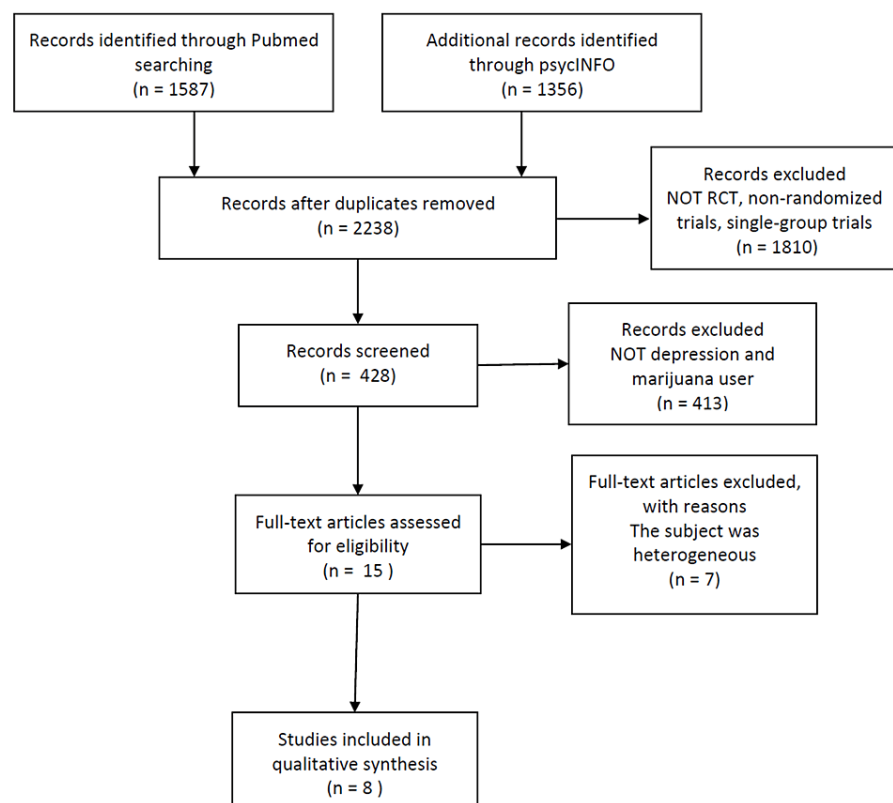 Records identified through Pubmed
searching
(n = 1587)
Additional records identified
through psycINFO
(n = 1356)
Records after duplicates removed
(n = 2238)
Records excluded
NOT RCT, non-randomized
trials, single-group trials
(n = 1810)
Records screened
(n = 428)
Records excluded
NOT depression and
marijuana user
(n = 413)
Full-text articles assessed
for eligibility
(n = 15 )
Full-text articles excluded,
with reasons
The subject was
heterogeneous
(n = 7)
Studies included in
qualitative synthesis
(n = 8 )